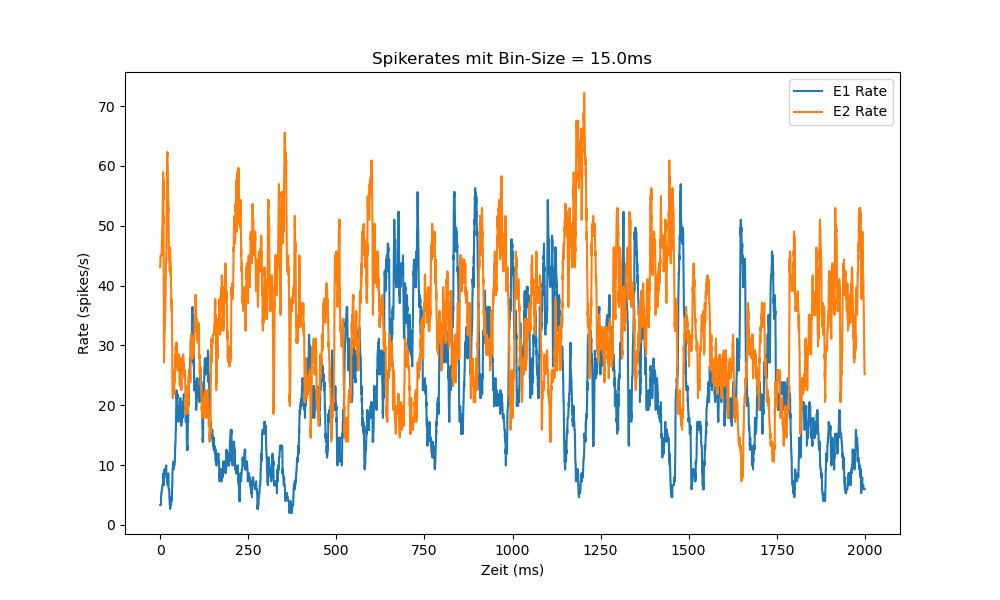 Spikerates mit Bin-Size = 15.0ms
E1 Rate
E2 Rate
70
60
50
40
30
20
10
0
Rate (spikes/s)
0 250 500 750 1000 1250 1500 1750 2000
Zeit (ms)